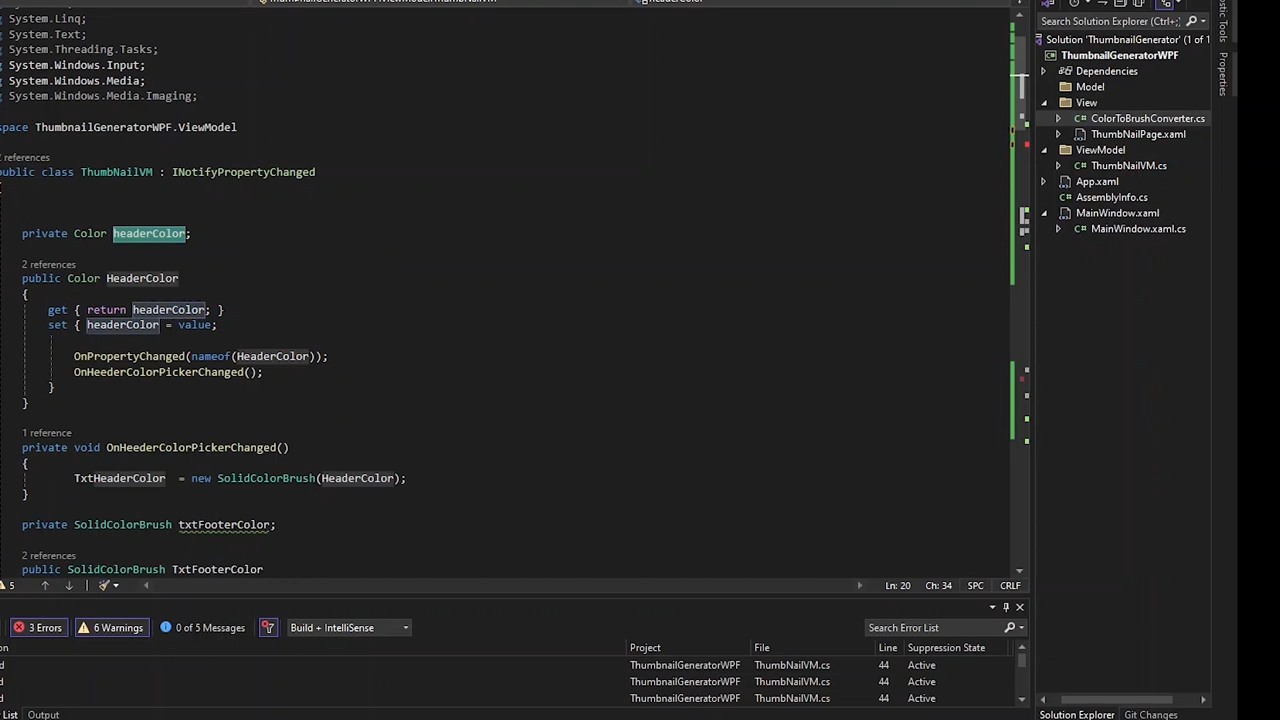 System.Linq;
System.Text;
System.Threading.Tasks;
System.Windows.Input;
System.Windows.Media;
System.Windows.Media.Imaging;
space ThumbnailGeneratorWPF.ViewModel
2 references
public class ThumbNailVM : INotifyPropertyChanged
private Color headerColor;
2 references
public Color HeaderColor
{
get { return headerColor; }
set { headerColor = value;
OnPropertyChanged(nameof(HeaderColor));
OnHeederColorPickerChanged();
}
}
1 reference
private void OnHeederColorPickerChanged()
{
TxtHeaderColor = new SolidColorBrush(HeaderColor);
}
private SolidColorBrush txtFooterColor;
2 references
public SolidColorBrush TxtFooterColor
5
Ln: 20 Ch: 34 SPC CRLF
3 Errors 6 Warnings 0 of 5 Messages Build + IntelliSense Search Error List
Project File Line Suppression State
ThumbnailGeneratorWPF ThumbNailVM.cs 44 Active
ThumbnailGeneratorWPF ThumbNailVM.cs 44 Active
ThumbnailGeneratorWPF ThumbNailVM.cs 44 Active
List Output
Search Solution Explorer (Ctrl+;)
Solution 'ThumbnailGenerator' (1 of 1
ThumbnailGeneratorWPF
Dependencies
Model
View
ColorToBrushConverter.cs
ThumbNailPage.xaml
ViewModel
ThumbNailVM.cs
App.xaml
AssemblyInfo.cs
MainWindow.xaml
MainWindow.xaml.cs
Solution Explorer Git Changes
Tools
Properties